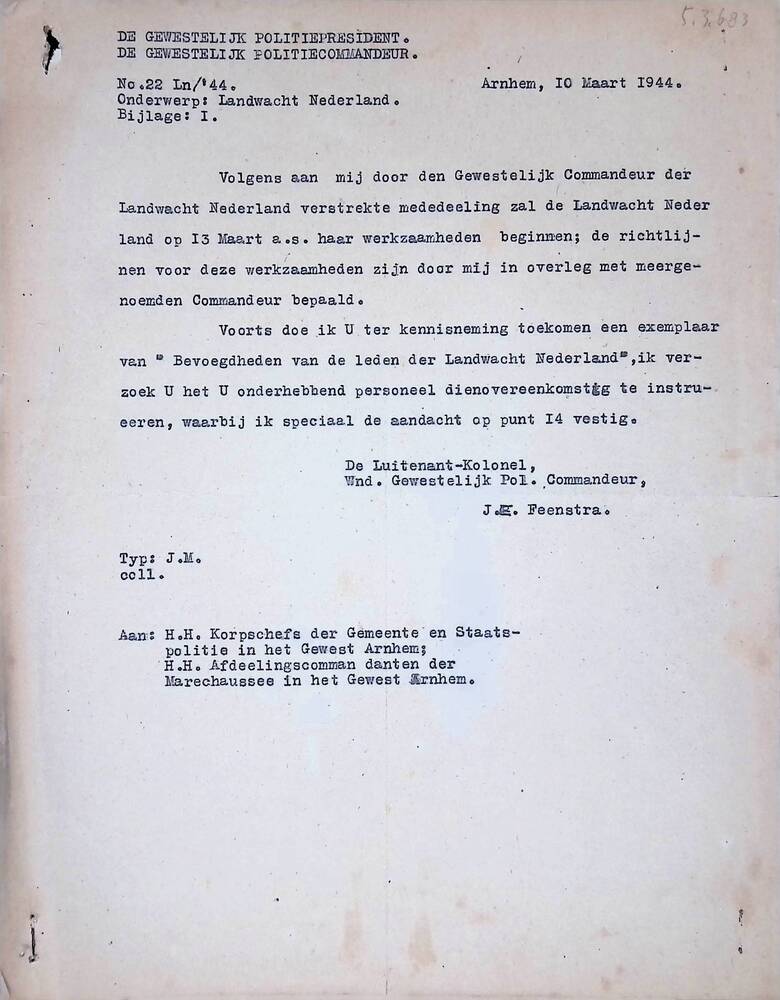 5.3.683
DE GEWESTELIJK POLITIEPRESIDENT.
DE GEWESTELIJK POLITIECOMMANDEUR.
No.22 Ln/'44. Arnhem, 10 Maart 1944.
Onderwerp: Landwacht Nederland.
Bijlage: I.
Volgens aan mij door den Gewestelijk Commandeur der
Landwacht Nederland verstrekte mededeeling zal de Landwacht Neder
land op 13 Maart a.s. haar werkzaamheden beginnen; de richtlij-
nen voor deze werkzaamheden zijn door mij in overleg met meerge-
noemden Commandeur bepaald.
Voorts doe ik U ter kennisneming toekomen een exemplaar
van " Bevoegdheden van de leden der Landwacht Nederland",ik ver-
zoek U het U onderhebbend personeel dienovereenkomstig te instru-
eeren, waarbij ik speciaal de aandacht op punt 14 vestig.
De Luitenant-Kolonel,
Wnd. Gewestelijk Pol. Commandeur,
J.E. Feenstra.
Typ: J.M.
coll.
Aan: H.H. Korpschefs der Gemeente en Staats-
politie in het Gewest Arnhem;
H.H. Afdeelingscomman danten der
Marechaussee in het Gewest Arnhem.